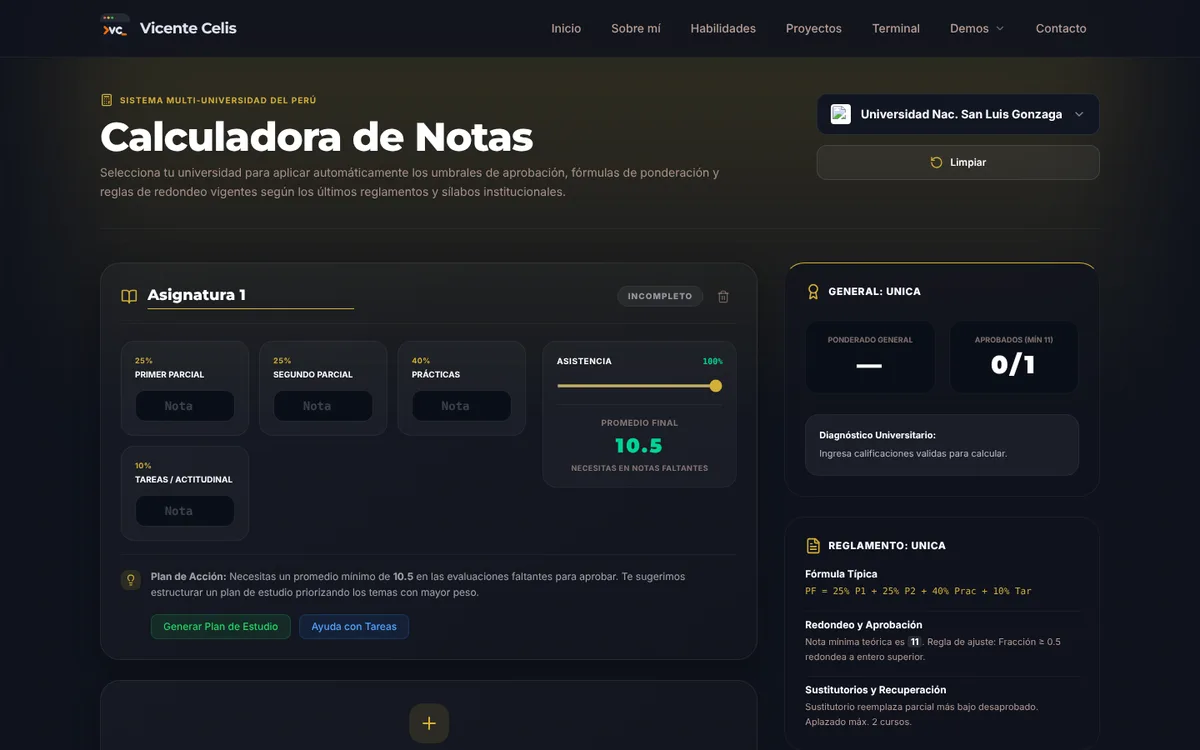 VC_
Vicente Celis
Inicio
Sobre mí
Habilidades
Proyectos
Terminal
Demos
Contacto
SISTEMA MULTI-UNIVERSIDAD DEL PERÚ
Calculadora de Notas
Selecciona tu universidad para aplicar automáticamente los umbrales de aprobación, fórmulas de ponderación y
reglas de redondeo vigentes según los últimos reglamentos y sílabos institucionales.
Universidad Nac. San Luis Gonzaga
Limpiar
Asignatura 1
INCOMPLETO
25%
PRIMER PARCIAL
Nota
25%
SEGUNDO PARCIAL
Nota
40%
PRÁCTICAS
Nota
10%
TAREAS / ACTITUDINAL
Nota
ASISTENCIA
100%
PROMEDIO FINAL
10.5
NECESITAS EN NOTAS FALTANTES
Plan de Acción: Necesitas un promedio mínimo de 10.5 en las evaluaciones faltantes para aprobar. Te sugerimos
estructurar un plan de estudio priorizando los temas con mayor peso.
Generar Plan de Estudio
Ayuda con Tareas
GENERAL: UNICA
PONDERADO GENERAL
—
APROBADOS (MÍN 11)
0/1
Diagnóstico Universitario:
Ingresa calificaciones validas para calcular.
REGLAMENTO: UNICA
Fórmula Típica
PF = 25% P1 + 25% P2 + 40% Prac + 10% Tar
Redondeo y Aprobación
Nota mínima teórica es 11. Regla de ajuste: Fracción ≥ 0.5
redondea a entero superior.
Sustitutorios y Recuperación
Sustitutorio reemplaza parcial más bajo desaprobado.
Aplazado máx. 2 cursos.